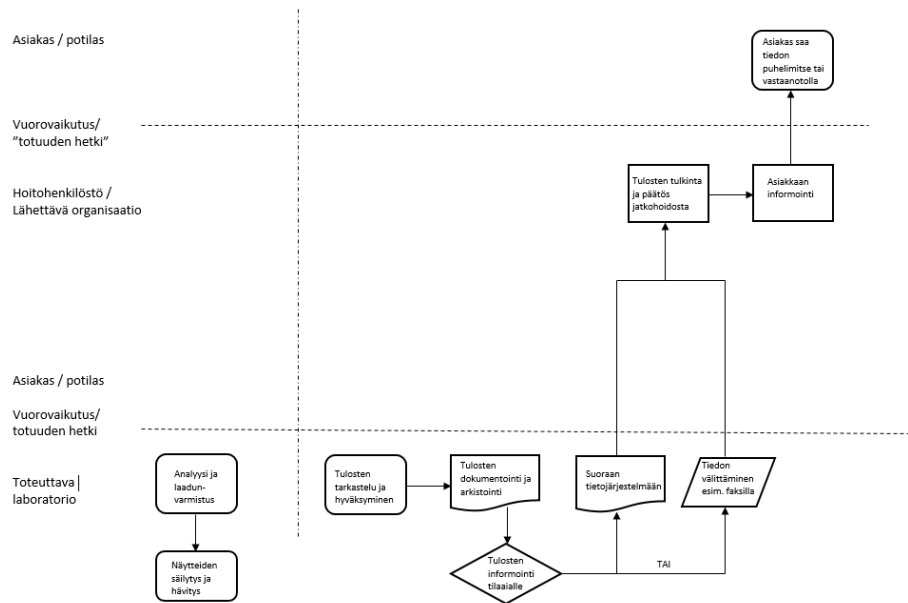 Asiakas / potilas
Asiakas saa
tiedon
puhelimitse tai
vastaanotolla
Vuorovaikutus/
”totuuden hetki”
Hoitohenkilöstö /
Lähettävä organisaatio
Tulosten tulkinta
ja päätös
jatkohoidosta
Asiakkaan
informointi
Asiakas / potilas
Vuorovaikutus/
totuuden hetki
Toteuttava
laboratorio
Analyysi ja
laadun-
varmistus
Näytteiden
säilytys ja
hävitys
Tulosten
tarkastelu ja
hyväksyminen
Tulosten
dokumentointi ja
arkistointi
Tulosten
informointi
tilaajalle
Suoraan
tietojärjestelmään
TAI
Tiedon
välittäminen
esim. faksilla